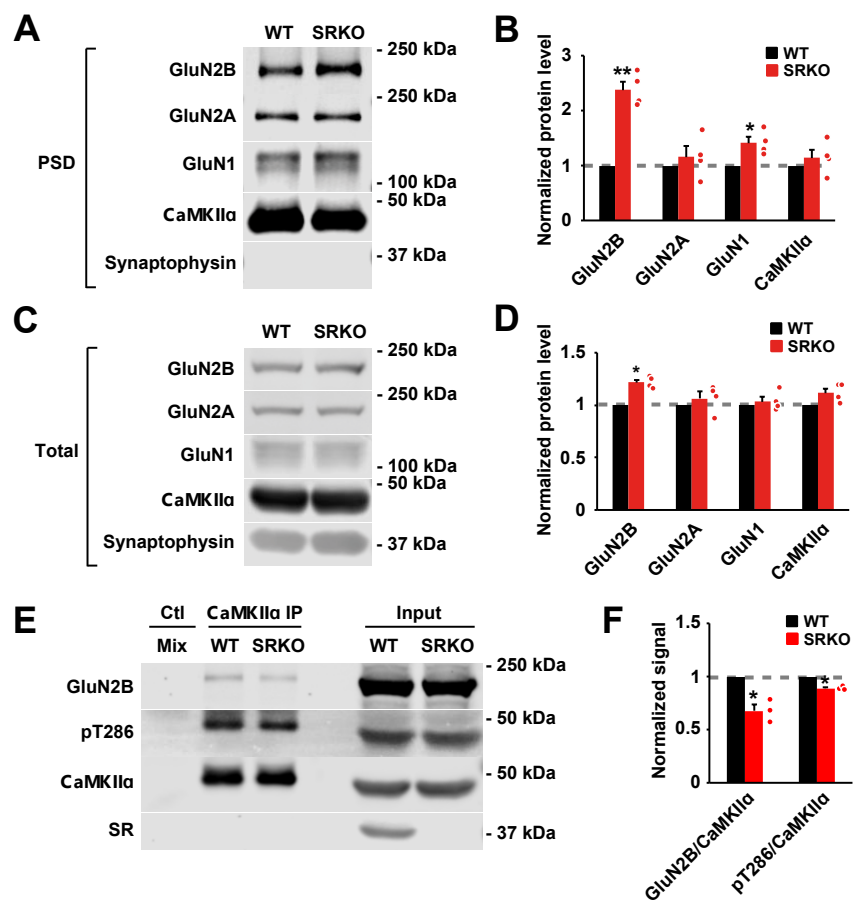 A
WT SRKO
PSD
GluN2B
- 250 kDa
GluN2A
- 250 kDa
GluN1
- 100 kDa
CaMKIIα
- 50 kDa
Synaptophysin
- 37 kDa
B
Normalized protein level
WT
SRKO
3
2
1
0
**
*
GluN2B
GluN2A
GluN1
CaMKIIα
C
WT SRKO
Total
GluN2B
- 250 kDa
GluN2A
- 250 kDa
GluN1
- 100 kDa
CaMKIIα
- 50 kDa
Synaptophysin
- 37 kDa
D
Normalized protein level
WT
SRKO
1.5
1
0.5
0
*
GluN2B
GluN2A
GluN1
CaMKIIα
E
Ctl CaMKIIα IP Input
Mix WT SRKO WT SRKO
GluN2B
- 250 kDa
pT286
- 50 kDa
CaMKIIα
- 50 kDa
SR
- 37 kDa
F
Normalized signal
WT
SRKO
1.5
1
0.5
0
*
*
GluN2B/CaMKIIα
pT286/CaMKIIα